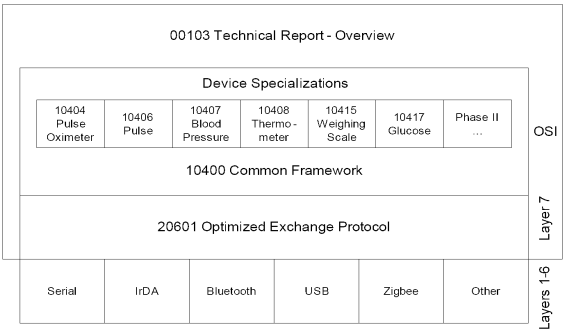 00103 Technical Report - Overview
Device Specializations
10404 Pulse Oximeter
10406 Pulse
10407 Blood Pressure
10408 Thermo- meter
10415 Weighing Scale
10417 Glucose
Phase II ...
10400 Common Framework
20601 Optimized Exchange Protocol
Serial
IrDA
Bluetooth
USB
Zigbee
Other
OSI
Layer 7
Layers 1-6